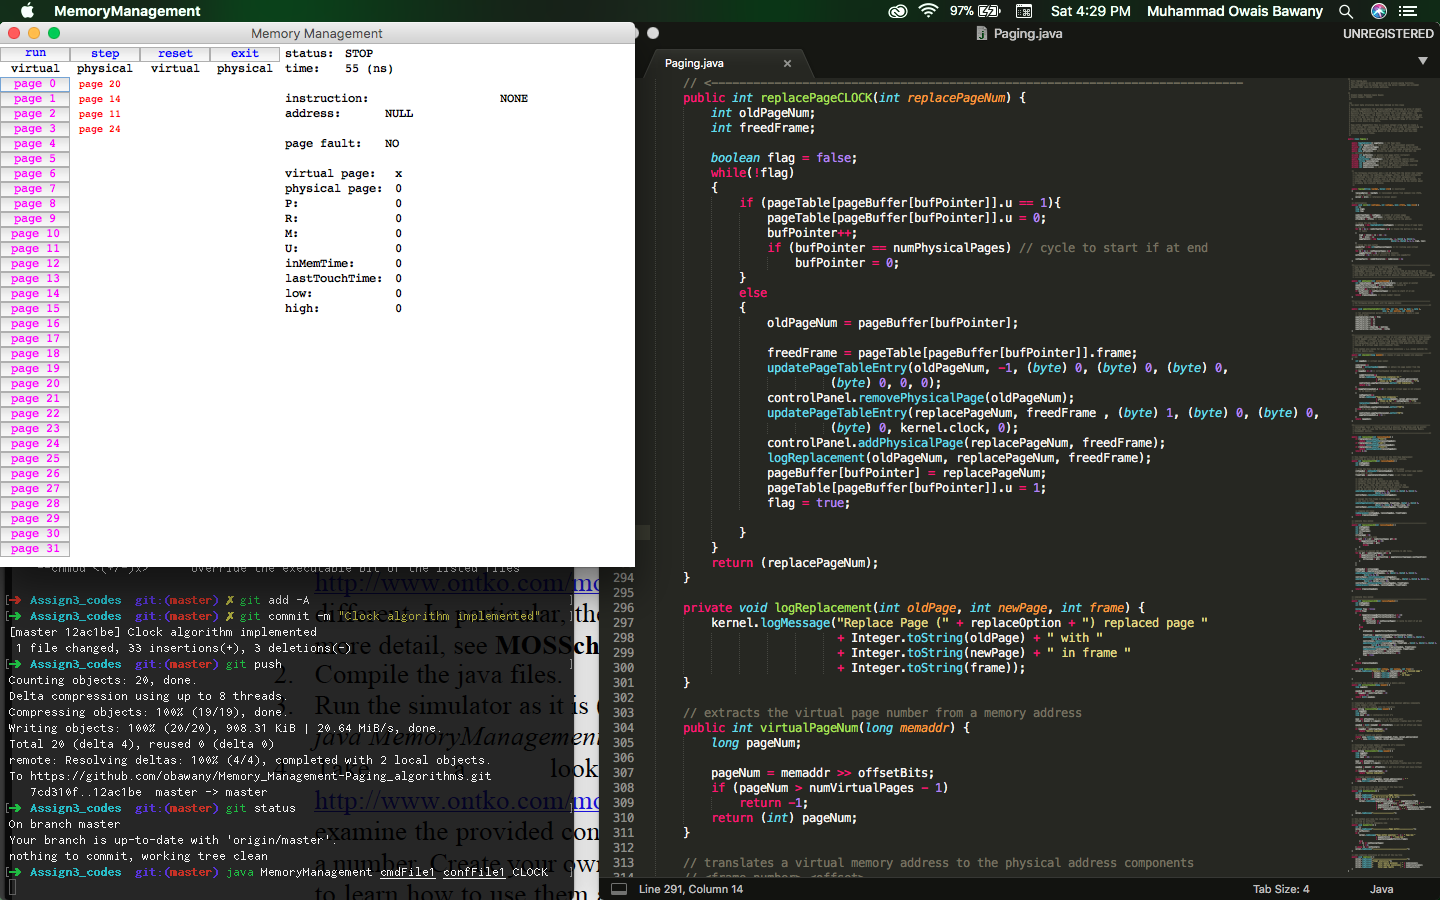 MemoryManagement
97%
Sat 4:29 PM
Muhammad Owais Bawany
Memory Management
run step reset exit
virtual physical virtual physical
status: STOP
time: 55 (ns)
instruction: NONE
address: NULL
page fault: NO
virtual page: x
physical page: 0
P: 0
R: 0
M: 0
U: 0
inMemTime: 0
lastTouchTime: 0
low: 0
high: 0
page 0 page 20
page 1 page 14
page 2 page 11
page 3 page 24
page 4
page 5
page 6
page 7
page 8
page 9
page 10
page 11
page 12
page 13
page 14
page 15
page 16
page 17
page 18
page 19
page 20
page 21
page 22
page 23
page 24
page 25
page 26
page 27
page 28
page 29
page 30
page 31
➜ Assign3_codes git:(master) ✗ git add -A
➜ Assign3_codes git:(master) ✗ git commit -m "Clock algorithm implemented"
[master 12ac1be] Clock algorithm implemented
1 file changed, 33 insertions(+), 3 deletions(-)
➜ Assign3_codes git:(master) git push
Counting objects: 20, done.
Delta compression using up to 8 threads.
Compressing objects: 100% (19/19), done.
Writing objects: 100% (20/20), 908.31 KiB | 20.64 MiB/s, done.
Total 20 (delta 4), reused 0 (delta 0)
remote: Resolving deltas: 100% (4/4), completed with 2 local objects.
To https://github.com/obawany/Memory_Management-Paging_algorithms.git
7cd310f..12ac1be master -> master
➜ Assign3_codes git:(master) git status
On branch master
Your branch is up-to-date with 'origin/master'.
nothing to commit, working tree clean
➜ Assign3_codes git:(master) java MemoryManagement cmdFile1 confFile1 CLOCK
http://www.ontko.com/mo
more detail, see MOSSch
2. Compile the java files.
Run the simulator as it is (
java MemoryManagement
look
http://www.ontko.com/mo
examine the provided con
a number. Create your own
to learn how to use them a
Paging.java
UNREGISTERED
Paging.java ×
public int replacePageCLOCK(int replacePageNum) {
int oldPageNum;
int freedFrame;
boolean flag = false;
while(!flag)
{
if (pageTable[pageBuffer[bufPointer]].u == 1){
pageTable[pageBuffer[bufPointer]].u = 0;
bufPointer++;
if (bufPointer == numPhysicalPages) // cycle to start if at end
bufPointer = 0;
}
else
{
oldPageNum = pageBuffer[bufPointer];
freedFrame = pageTable[pageBuffer[bufPointer]].frame;
updatePageTableEntry(oldPageNum, -1, (byte) 0, (byte) 0, (byte) 0,
(byte) 0, 0, 0);
controlPanel.removePhysicalPage(oldPageNum);
updatePageTableEntry(replacePageNum, freedFrame , (byte) 1, (byte) 0, (byte) 0,
(byte) 0, kernel.clock, 0);
controlPanel.addPhysicalPage(replacePageNum, freedFrame);
logReplacement(oldPageNum, replacePageNum, freedFrame);
pageBuffer[bufPointer] = replacePageNum;
pageTable[pageBuffer[bufPointer]].u = 1;
flag = true;
}
}
return (replacePageNum);
294 }
295
296 private void logReplacement(int oldPage, int newPage, int frame) {
297 kernel.logMessage("Replace Page (" + replaceOption + ") replaced page "
298 + Integer.toString(oldPage) + " with "
299 + Integer.toString(newPage) + " in frame "
300 + Integer.toString(frame));
301 }
302
303 // extracts the virtual page number from a memory address
304 public int virtualPageNum(long memaddr) {
305 long pageNum;
306
307 pageNum = memaddr >> offsetBits;
308 if (pageNum > numVirtualPages - 1)
309 return -1;
310 return (int) pageNum;
311 }
312
313 // translates a virtual memory address to the physical address components
Line 291, Column 14
Tab Size: 4
Java